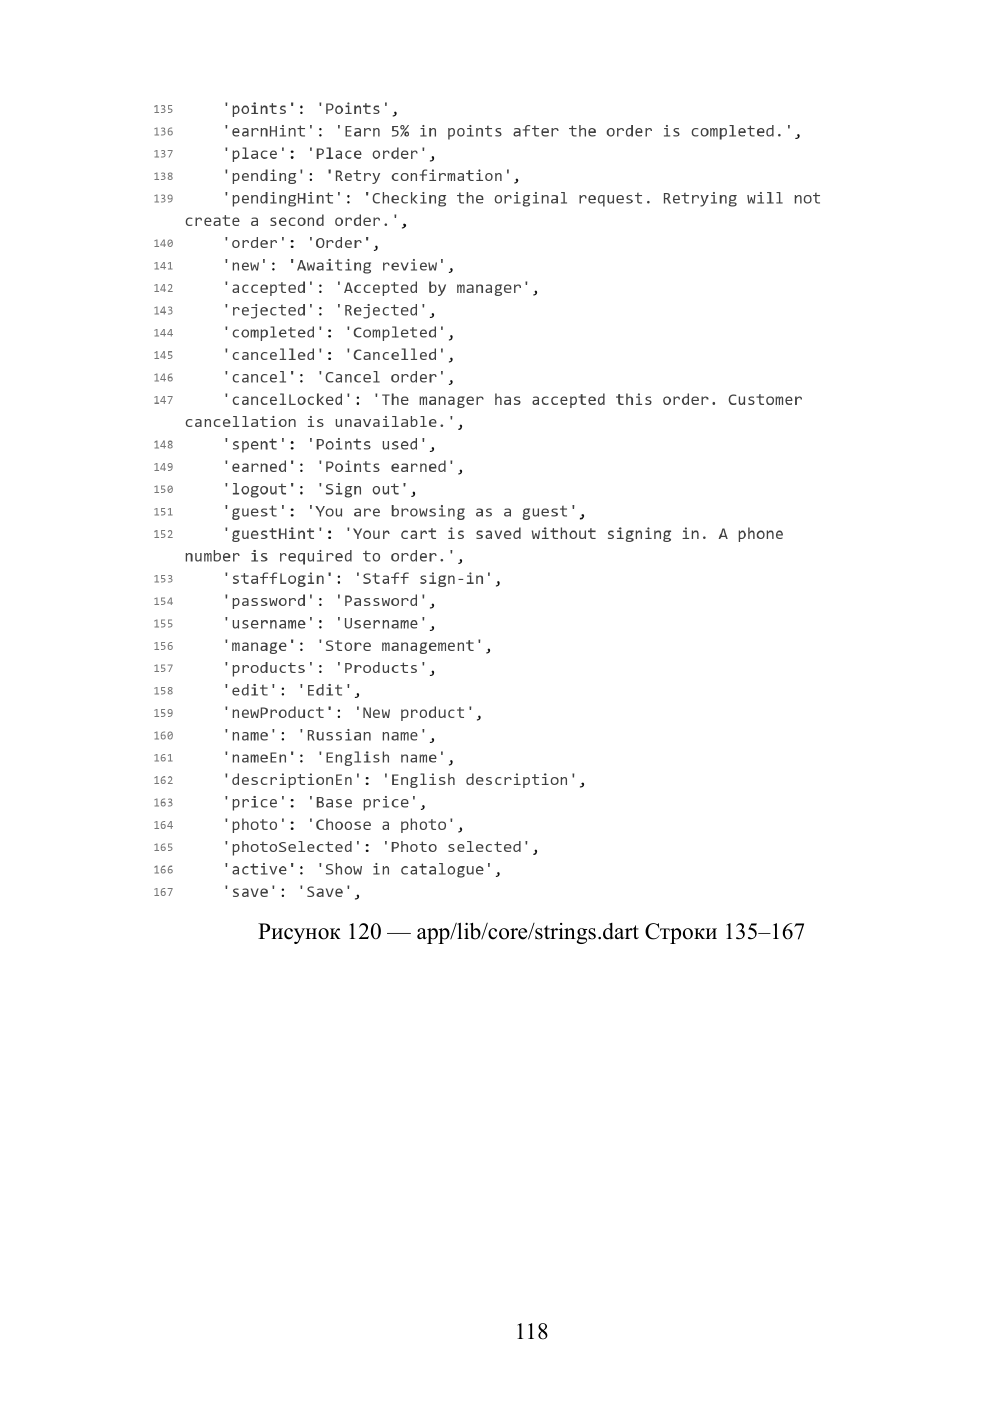 135 'points': 'Points',
136 'earnHint': 'Earn 5% in points after the order is completed.',
137 'place': 'Place order',
138 'pending': 'Retry confirmation',
139 'pendingHint': 'Checking the original request. Retrying will not
create a second order.',
140 'order': 'Order',
141 'new': 'Awaiting review',
142 'accepted': 'Accepted by manager',
143 'rejected': 'Rejected',
144 'completed': 'Completed',
145 'cancelled': 'Cancelled',
146 'cancel': 'Cancel order',
147 'cancelLocked': 'The manager has accepted this order. Customer
cancellation is unavailable.',
148 'spent': 'Points used',
149 'earned': 'Points earned',
150 'logout': 'Sign out',
151 'guest': 'You are browsing as a guest',
152 'guestHint': 'Your cart is saved without signing in. A phone
number is required to order.',
153 'staffLogin': 'Staff sign-in',
154 'password': 'Password',
155 'username': 'Username',
156 'manage': 'Store management',
157 'products': 'Products',
158 'edit': 'Edit',
159 'newProduct': 'New product',
160 'name': 'Russian name',
161 'nameEn': 'English name',
162 'descriptionEn': 'English description',
163 'price': 'Base price',
164 'photo': 'Choose a photo',
165 'photoSelected': 'Photo selected',
166 'active': 'Show in catalogue',
167 'save': 'Save',
Рисунок 120 — app/lib/core/strings.dart Строки 135–167
118